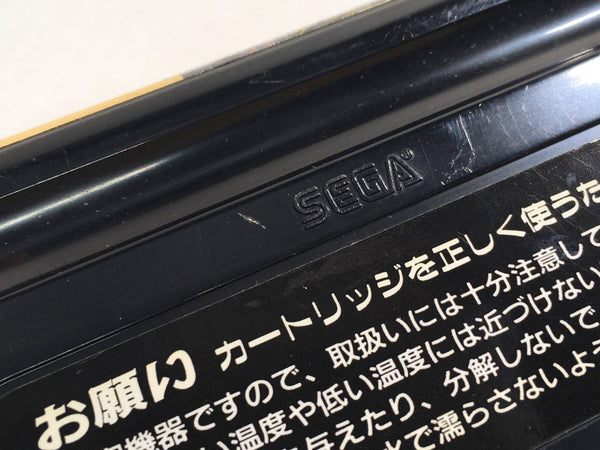 SEGA
お願い カートリッジを正しく使うた
機器ですので、取扱いには十分注意して
い温度や低い温度には近づけない
与えたり、分解しないで
で濡らさないよう